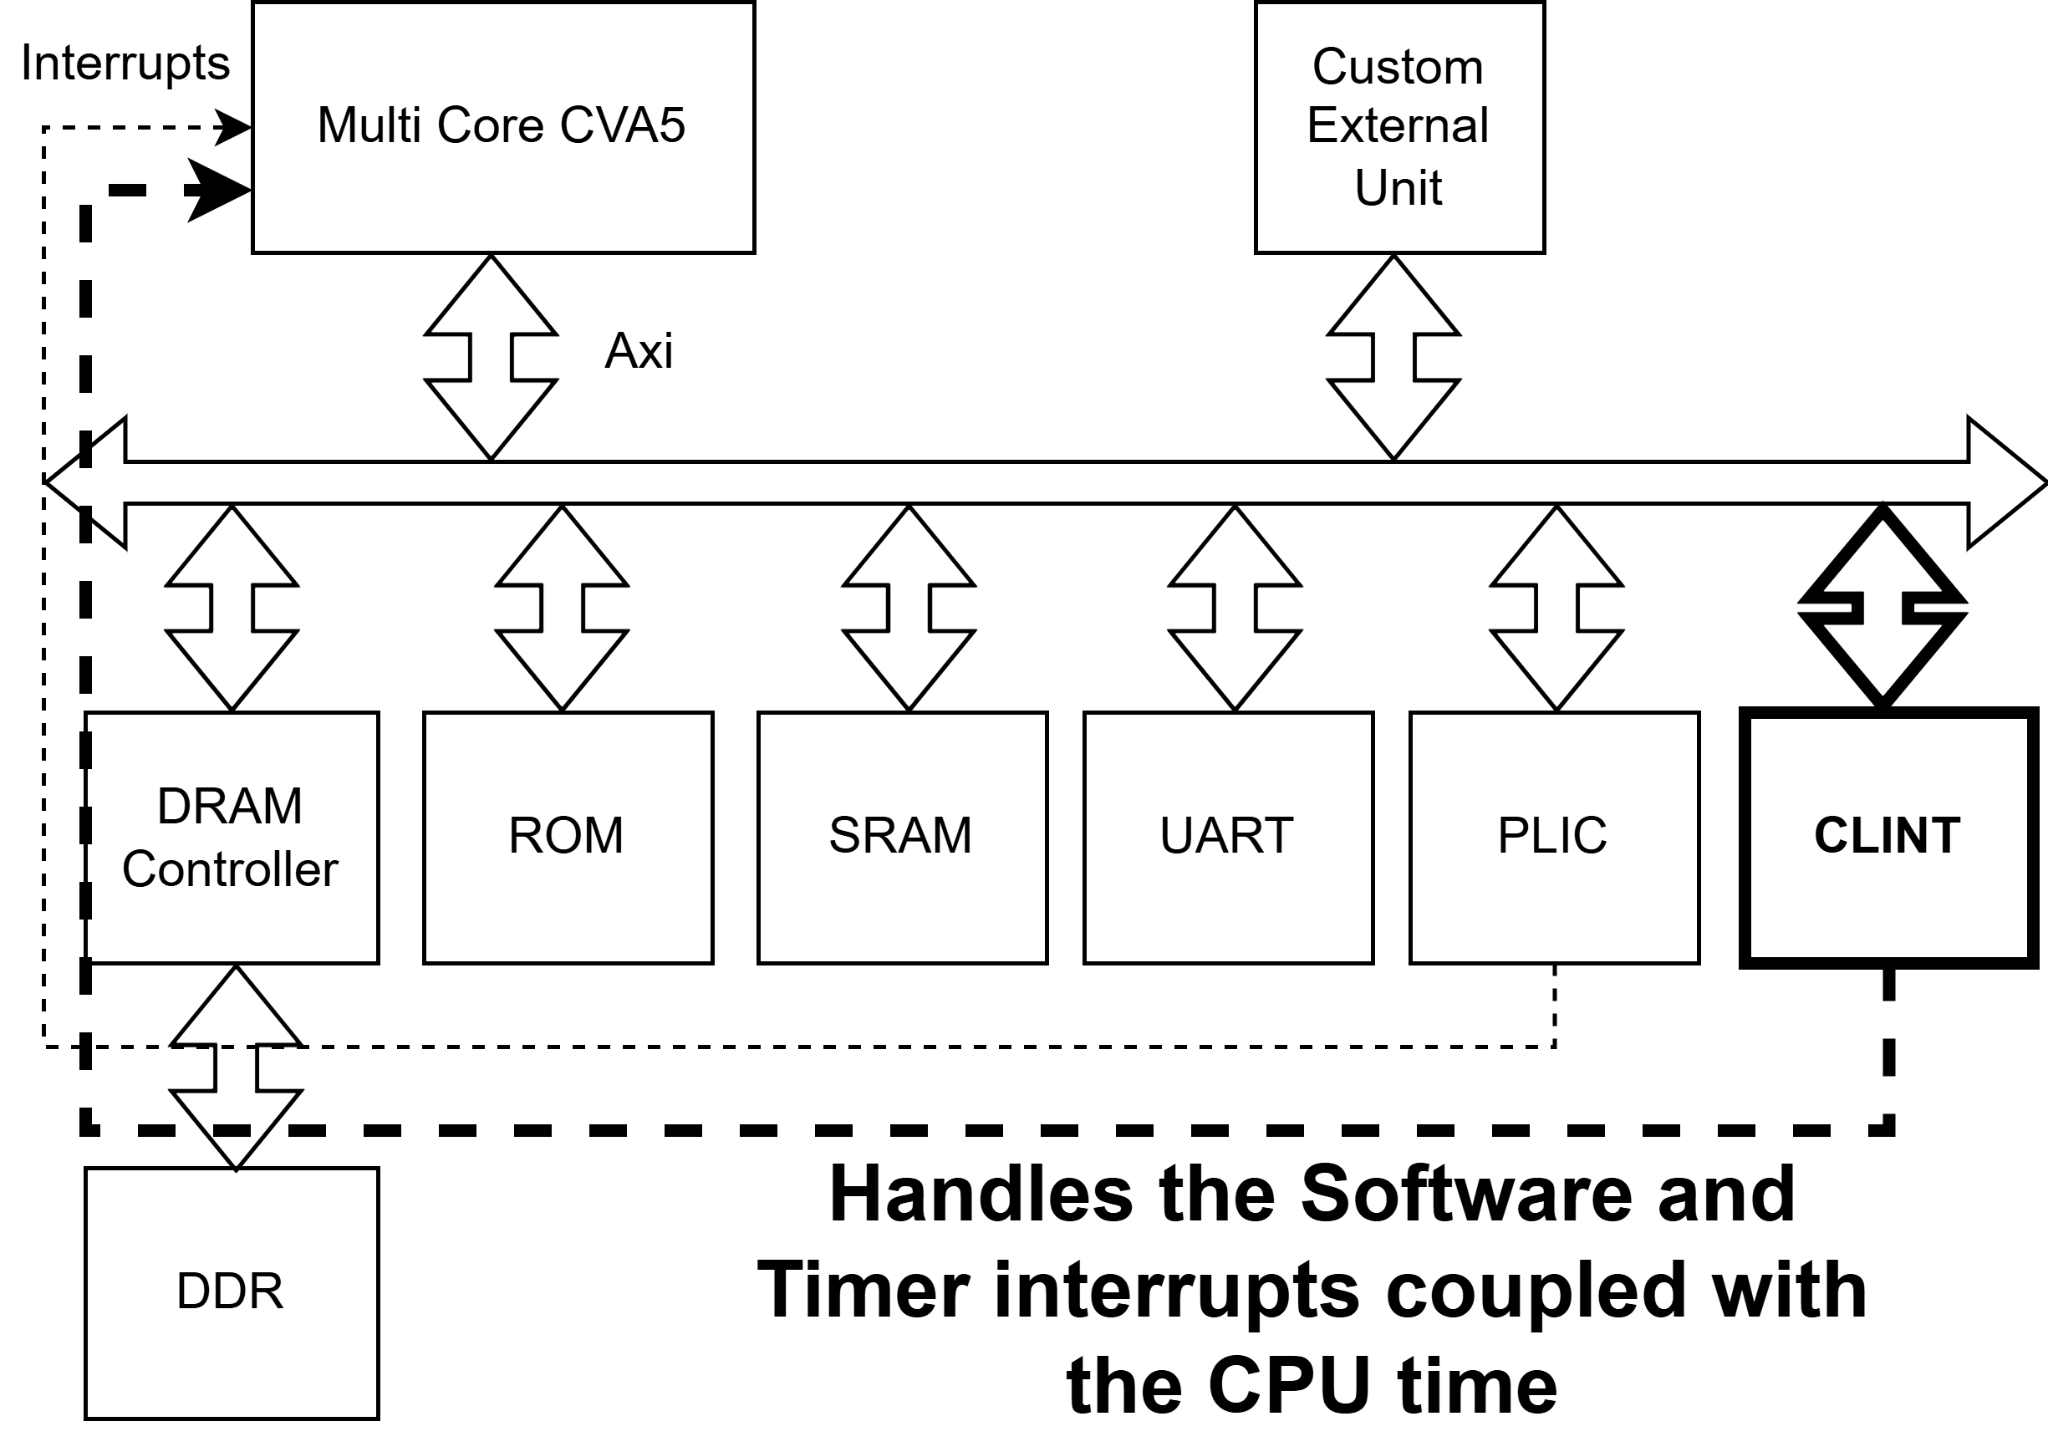 Interrupts
Multi Core CVA5
Custom
External
Unit
Axi
DRAM
Controller
ROM
SRAM
UART
PLIC
CLINT
DDR
Handles the Software and
Timer interrupts coupled with
the CPU time